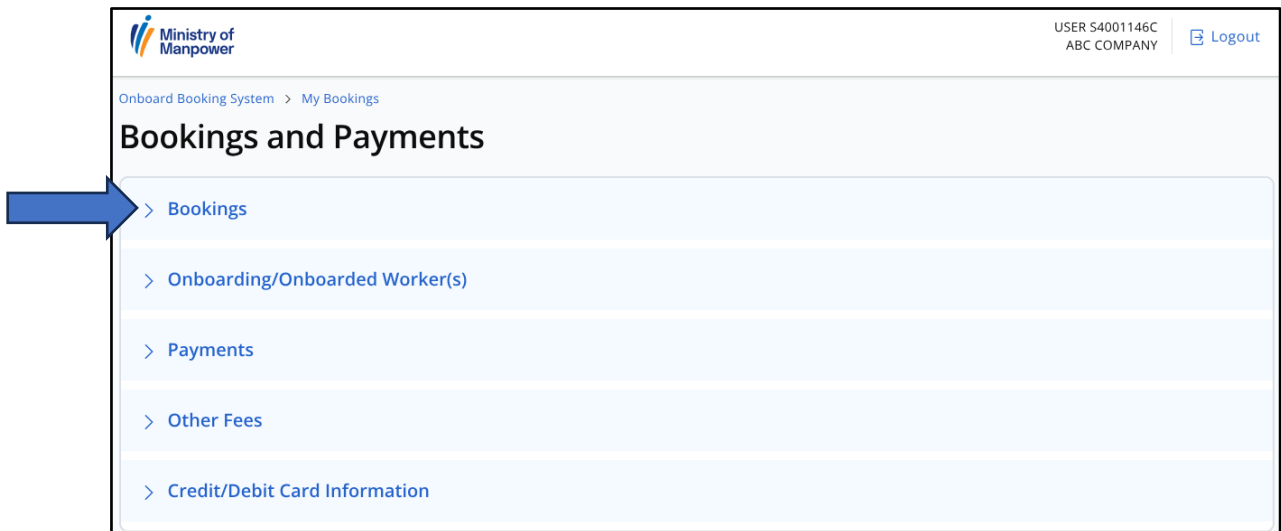 Ministry of
Manpower
USER S4001146C
ABC COMPANY
Logout
Onboard Booking System > My Bookings
Bookings and Payments
Bookings
Onboarding/Onboarded Worker(s)
Payments
Other Fees
Credit/Debit Card Information